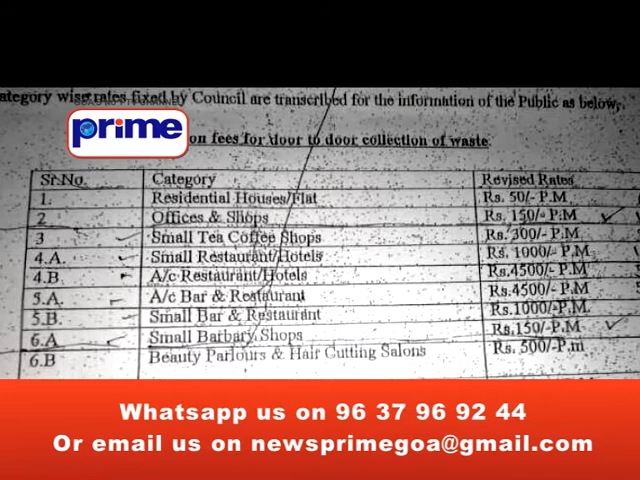 ategory wise rates fixed by Council are transcribed for the information of the Public as below,
prime
on fees for door to door collection of waste
Sr.No. Category Revised Rates
1. Residential Houses/Flat Rs. 50/- P.M
2 Offices & Shops Rs. 150/- P.M
3 Small Tea Coffee Shops Rs. 300/- P.M
4.A. Small Restaurant/Hotels Rs. 1000/- P.M
4.B A/c Restaurant/Hotels Rs.4500/- P.M
5.A. A/c Bar & Restaurant Rs.4500/- P.M
5.B. Small Bar & Restaurant Rs.1000/-P.M.
6.A Small Barbary Shops Rs.150/-P.M
6.B Beauty Parlours & Hair Cutting Salons Rs. 500/-P.m
Whatsapp us on 96 37 96 92 44
Or email us on newsprimegoa@gmail.com